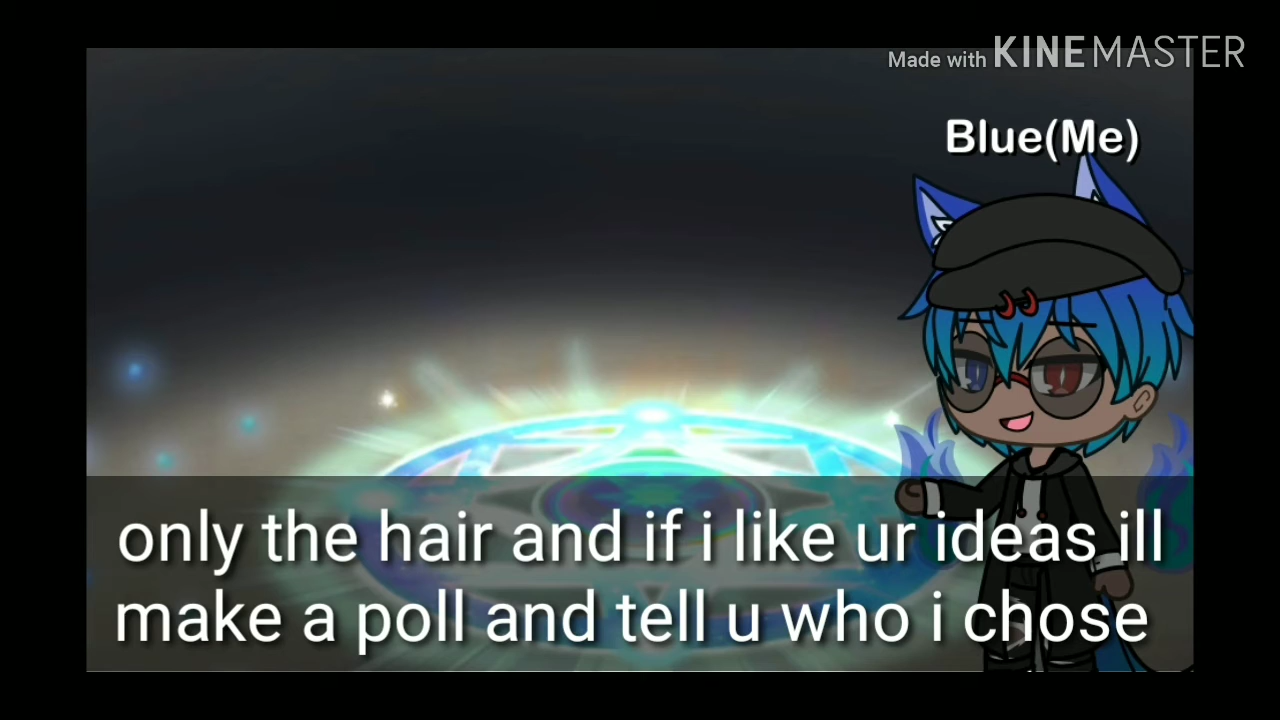 Made with KINEMASTER
Blue(Me)
only the hair and if i like ur ideas ill
make a poll and tell u who i chose